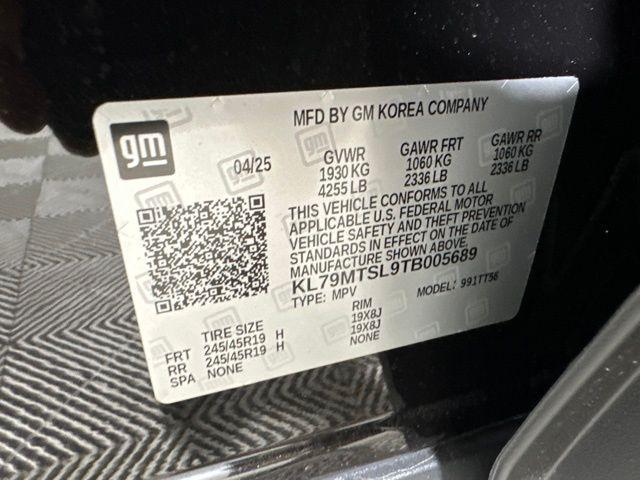 MFD BY GM KOREA COMPANY
gm
04/25
GVWR
1930 KG
4255 LB
GAWR FRT
1060 KG
2336 LB
GAWR RR
1060 KG
2336 LB
THIS VEHICLE CONFORMS TO ALL
APPLICABLE U.S. FEDERAL MOTOR
VEHICLE SAFETY AND THEFT PREVENTION
STANDARDS IN EFFECT ON THE DATE OF
MANUFACTURE SHOWN ABOVE.
KL79MTSL9TB005689
TYPE: MPV MODEL: 991TT56
TIRE SIZE RIM
FRT 245/45R19 H 19X8J
RR 245/45R19 H 19X8J
SPA NONE NONE